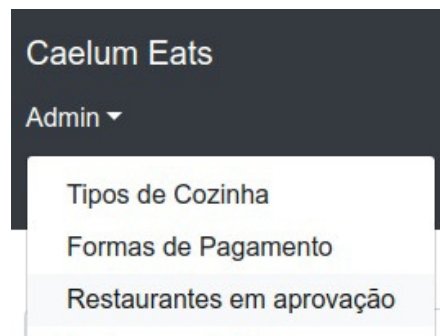 Caelum Eats
Admin
Tipos de Cozinha
Formas de Pagamento
Restaurantes em aprovação